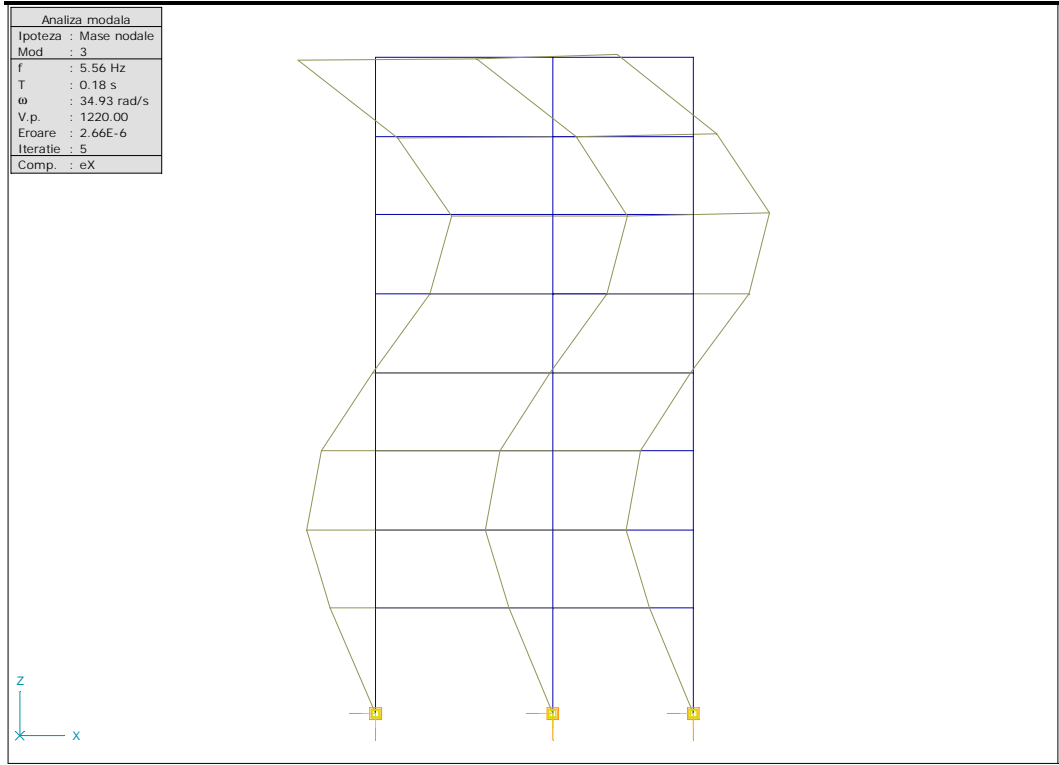 Analiza modala
Ipoteza : Mase nodale
Mod : 3
f : 5.56 Hz
T : 0.18 s
ω : 34.93 rad/s
V.p. : 1220.00
Eroare : 2.66E-6
Iteratie : 5
Comp. : eX
Z
X